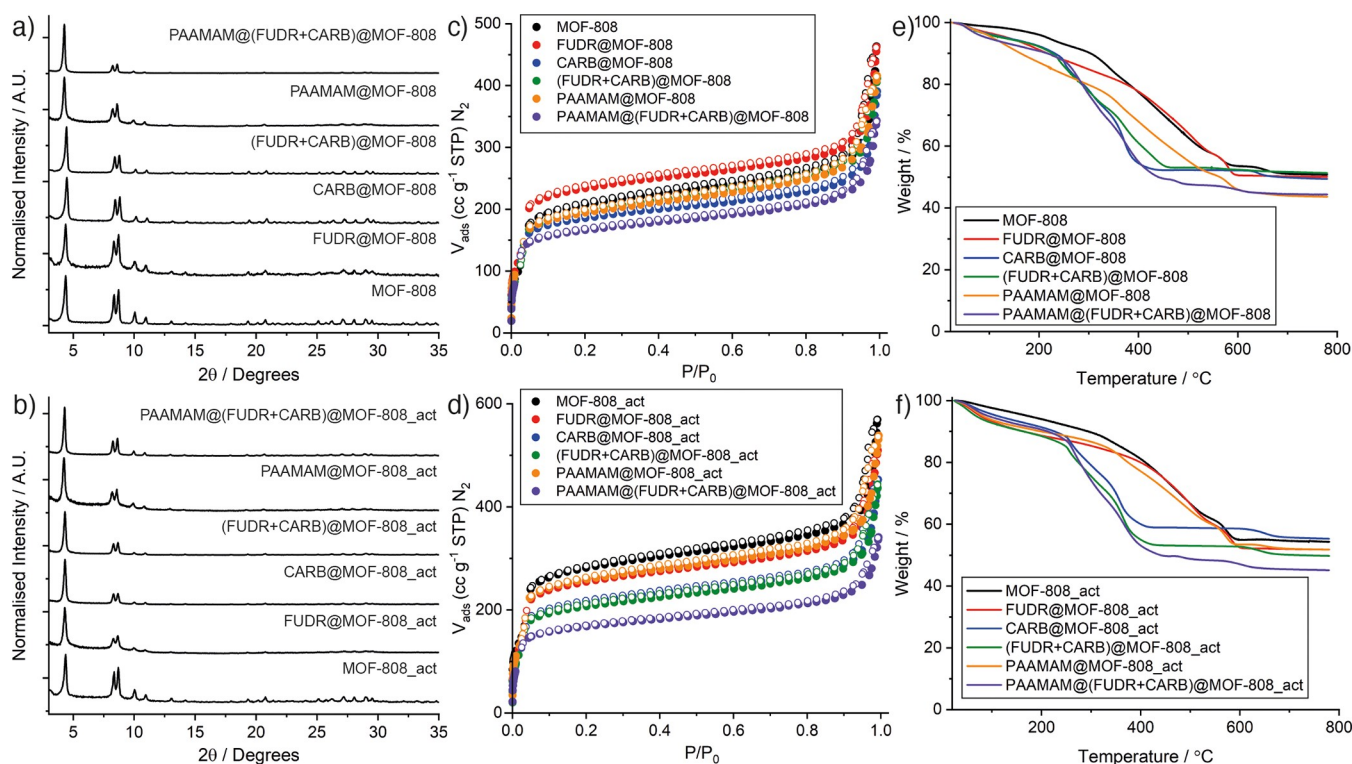 a)
Normalised Intensity / A.U.
PAAMAM@(FUDR+CARB)@MOF-808
PAAMAM@MOF-808
(FUDR+CARB)@MOF-808
CARB@MOF-808
FUDR@MOF-808
MOF-808
5 10 15 20 25 30 35
2θ / Degrees
b)
Normalised Intensity / A.U.
PAAMAM@(FUDR+CARB)@MOF-808_act
PAAMAM@MOF-808_act
(FUDR+CARB)@MOF-808_act
CARB@MOF-808_act
FUDR@MOF-808_act
MOF-808_act
5 10 15 20 25 30 35
2θ / Degrees
c)
Vads (cc g-1 STP) N2
500
400
300
200
100
0
MOF-808
FUDR@MOF-808
CARB@MOF-808
(FUDR+CARB)@MOF-808
PAAMAM@MOF-808
PAAMAM@(FUDR+CARB)@MOF-808
0.0 0.2 0.4 0.6 0.8 1.0
P/P0
d)
Vads (cc g-1 STP) N2
600
400
200
0
MOF-808_act
FUDR@MOF-808_act
CARB@MOF-808_act
(FUDR+CARB)@MOF-808_act
PAAMAM@MOF-808_act
PAAMAM@(FUDR+CARB)@MOF-808_act
0.0 0.2 0.4 0.6 0.8 1.0
P/P0
e)
Weight / %
100
80
60
40
20
0
MOF-808
FUDR@MOF-808
CARB@MOF-808
(FUDR+CARB)@MOF-808
PAAMAM@MOF-808
PAAMAM@(FUDR+CARB)@MOF-808
200 400 600 800
Temperature / °C
f)
Weight / %
100
80
60
40
20
0
MOF-808_act
FUDR@MOF-808_act
CARB@MOF-808_act
(FUDR+CARB)@MOF-808_act
PAAMAM@MOF-808_act
PAAMAM@(FUDR+CARB)@MOF-808_act
200 400 600 800
Temperature / °C